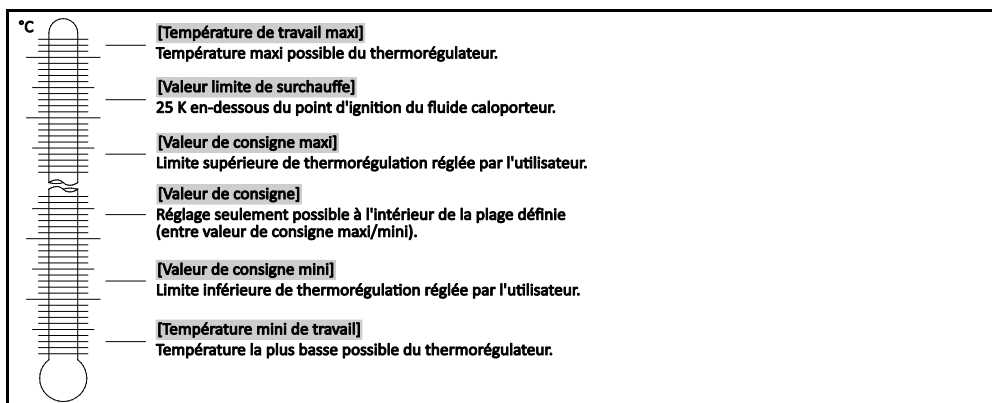 °C
[Température de travail maxi]
Température maxi possible du thermorégulateur.
[Valeur limite de surchauffe]
25 K en-dessous du point d'ignition du fluide caloporteur.
[Valeur de consigne maxi]
Limite supérieure de thermorégulation réglée par l'utilisateur.
[Valeur de consigne]
Réglage seulement possible à l'intérieur de la plage définie
(entre valeur de consigne maxi/mini).
[Valeur de consigne mini]
Limite inférieure de thermorégulation réglée par l'utilisateur.
[Température mini de travail]
Température la plus basse possible du thermorégulateur.